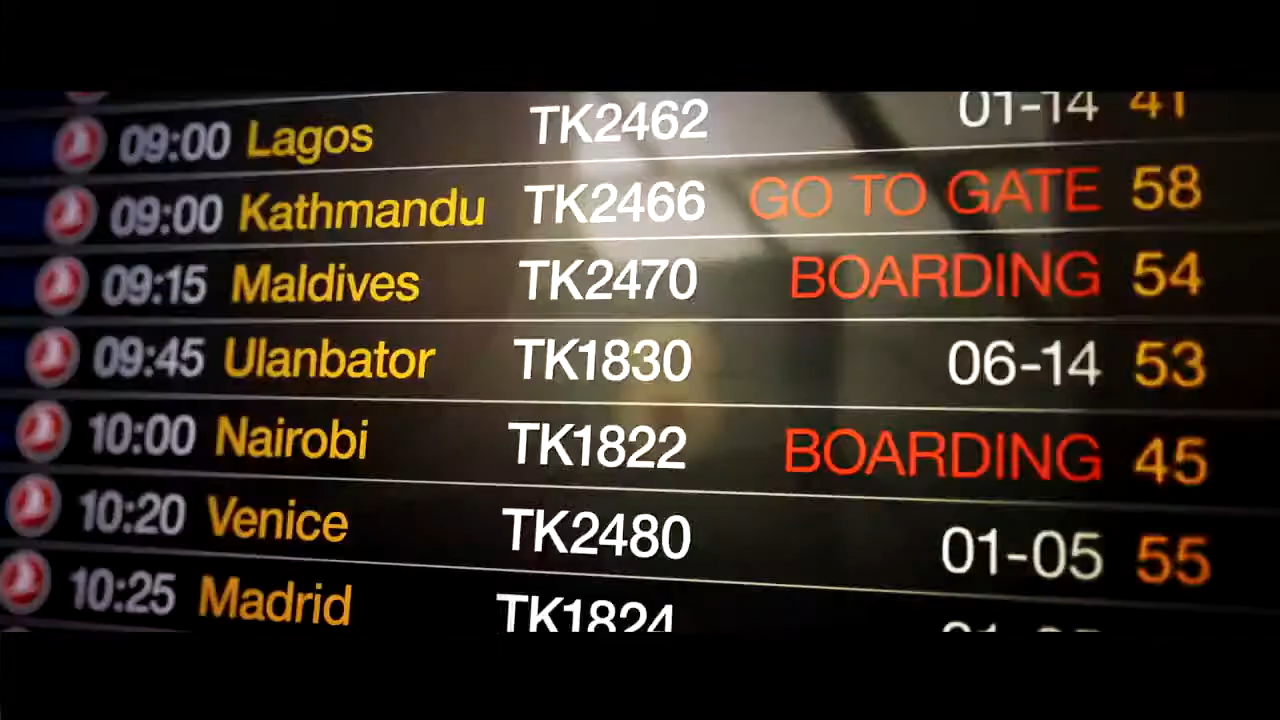 09:00 Lagos TK2462 01-14 41
09:00 Kathmandu TK2466 GO TO GATE 58
09:15 Maldives TK2470 BOARDING 54
09:45 Ulanbator TK1830 06-14 53
10:00 Nairobi TK1822 BOARDING 45
10:20 Venice TK2480 01-05 55
10:25 Madrid TK1824